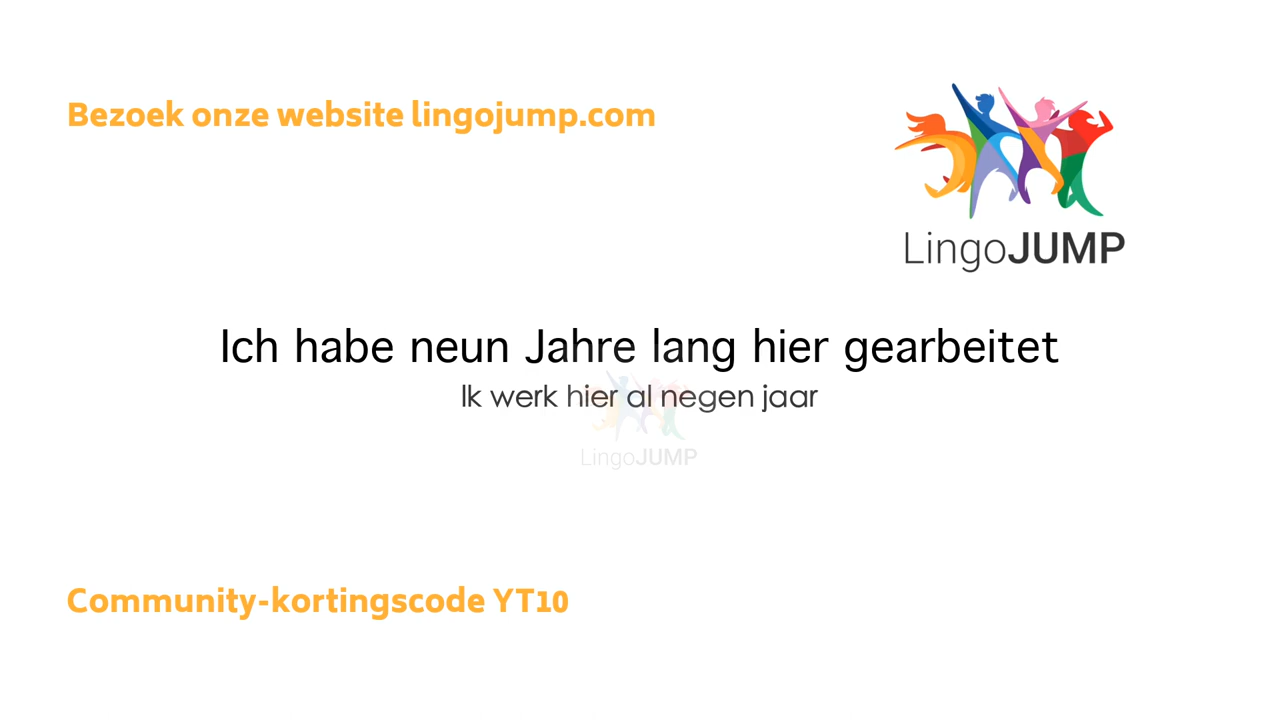 Bezoek onze website lingojump.com
LingoJUMP
Ich habe neun Jahre lang hier gearbeitet
Ik werk hier al negen jaar
LingoJUMP
Community-kortingscode YT10